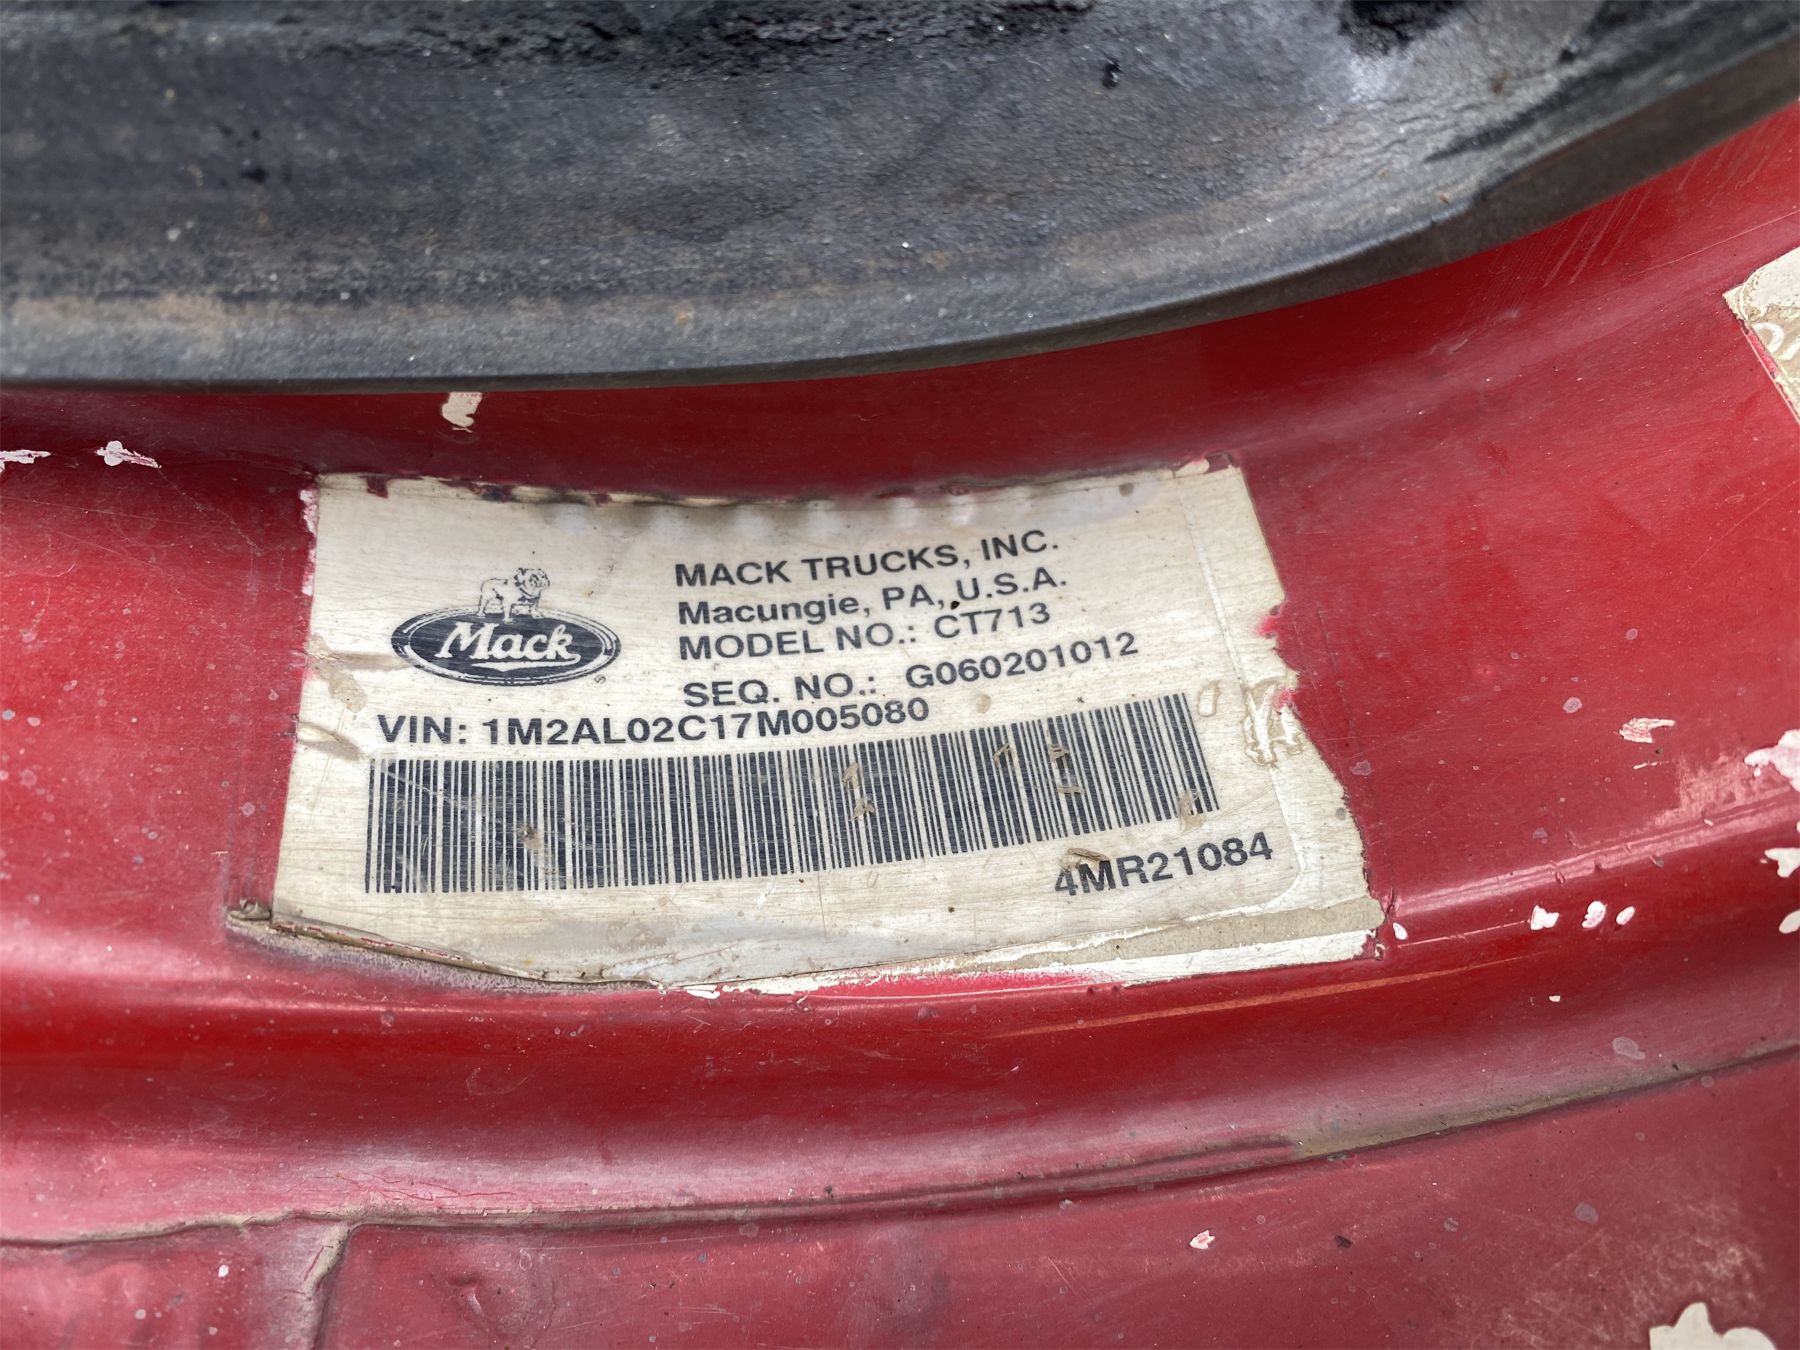 Mack
MACK TRUCKS, INC.
Macungie, PA, U.S.A.
MODEL NO.: CT713
SEQ. NO.: G060201012
VIN: 1M2AL02C17M005080
4MR21084